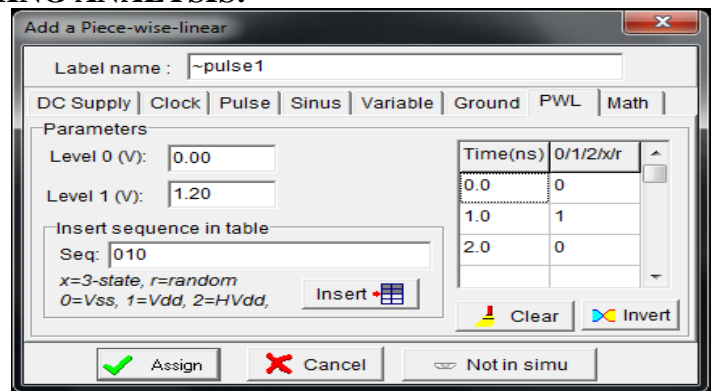 Add a Piece-wise-linear
Label name : ~pulse1
DC Supply Clock Pulse Sinus Variable Ground PWL Math
Parameters
Level 0 (V): 0.00
Level 1 (V): 1.20
Insert sequence in table
Seq: 010
x=3-state, r=random
0=Vss, 1=Vdd, 2=HVdd,
Insert
Time(ns) 0/1/2/x/r
0.0 0
1.0 1
2.0 0
Clear Invert
Assign Cancel Not in simu